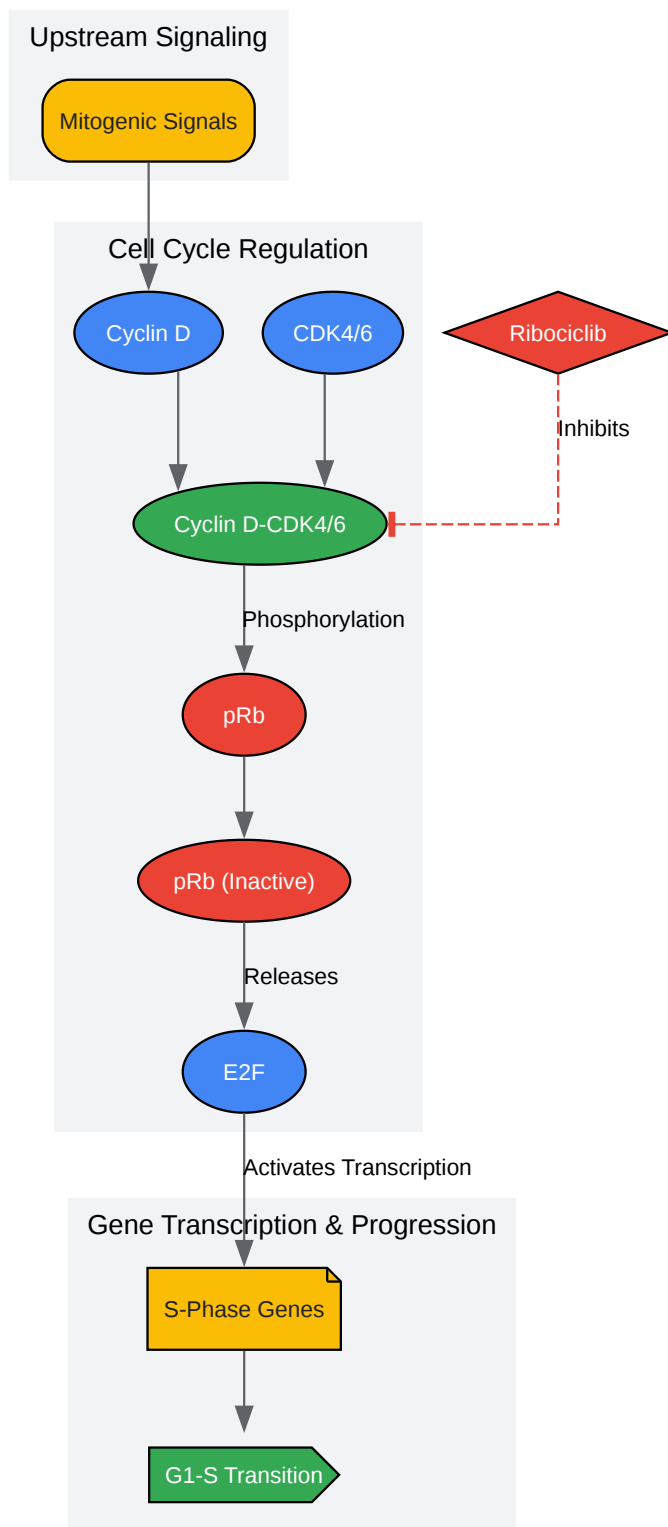 Upstream Signaling
Mitogenic Signals
Cell Cycle Regulation
Cyclin D
CDK4/6
Ribociclib
Inhibits
Cyclin D-CDK4/6
Phosphorylation
pRb
pRb (Inactive)
Releases
E2F
Activates Transcription
Gene Transcription & Progression
S-Phase Genes
G1-S Transition